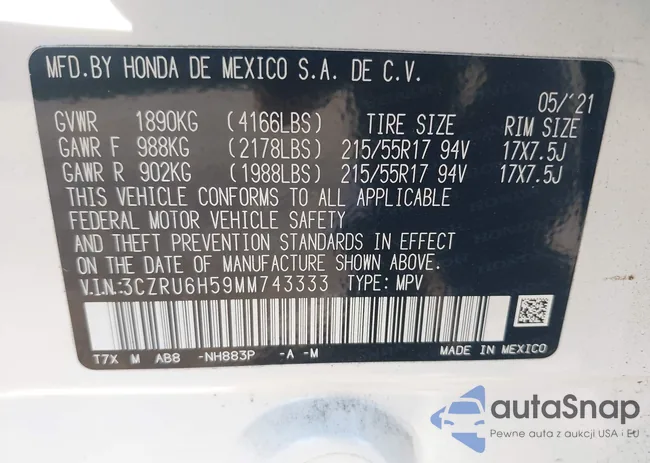 MFD.BY HONDA DE MEXICO S.A. DE C.V.
05/'21
GVWR 1890KG (4166LBS) TIRE SIZE RIM SIZE
GAWR F 988KG (2178LBS) 215/55R17 94V 17X7.5J
GAWR R 902KG (1988LBS) 215/55R17 94V 17X7.5J
THIS VEHICLE CONFORMS TO ALL APPLICABLE
FEDERAL MOTOR VEHICLE SAFETY
AND THEFT PREVENTION STANDARDS IN EFFECT
ON THE DATE OF MANUFACTURE SHOWN ABOVE.
V.I.N.:3CZRU6H59MM743333 TYPE: MPV
T7X M AB8 -NH883P -A -M MADE IN MEXICO
autaSnap
Pewne auta z aukcji USA i EU